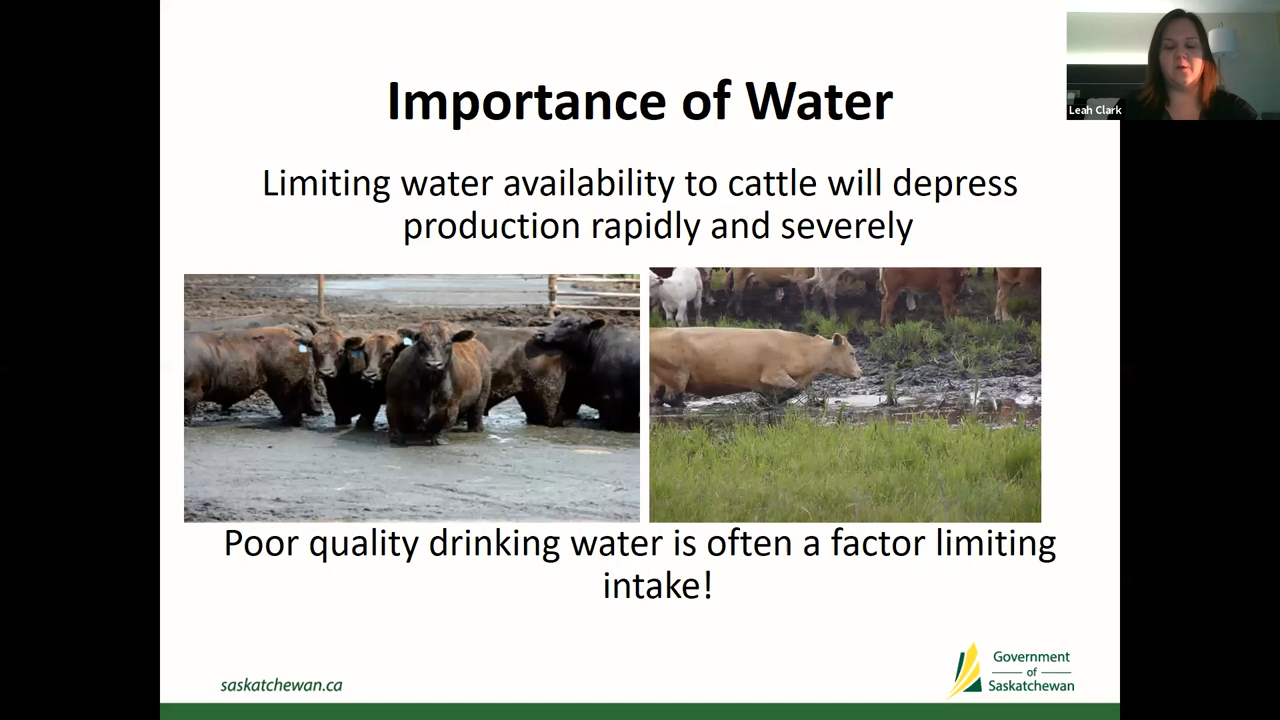 Importance of Water
Leah Clark
Limiting water availability to cattle will depress
production rapidly and severely
Poor quality drinking water is often a factor limiting
intake!
saskatchewan.ca
Government
of
Saskatchewan